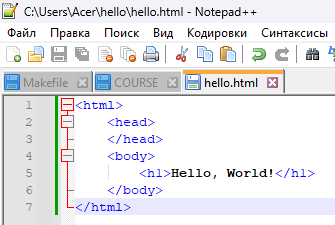 C:\Users\Acer\hello\hello.html - Notepad++
Файл Правка Поиск Вид Кодировки Синтаксисы
Makefile COURSE hello.html
1 <html>
2 <head>
3 </head>
4 <body>
5 <h1>Hello, World!</h1>
6 </body>
7 </html>